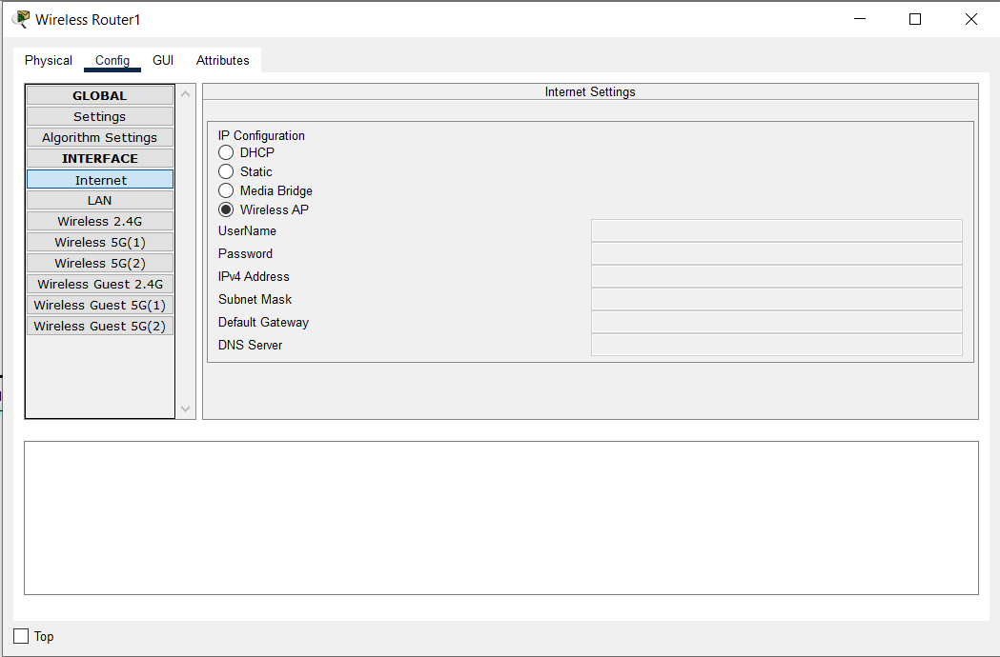 Wireless Router1
Physical Config GUI Attributes
GLOBAL
Settings
Algorithm Settings
INTERFACE
Internet
LAN
Wireless 2.4G
Wireless 5G(1)
Wireless 5G(2)
Wireless Guest 2.4G
Wireless Guest 5G(1)
Wireless Guest 5G(2)
Internet Settings
IP Configuration
DHCP
Static
Media Bridge
Wireless AP
UserName
Password
IPv4 Address
Subnet Mask
Default Gateway
DNS Server
Top